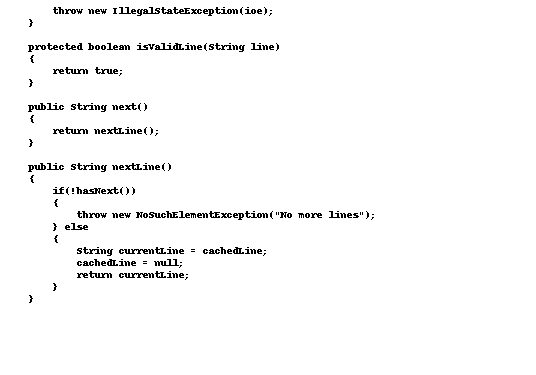 throw new IllegalStateException(ioe);
}
protected boolean isValidLine(String line)
{
return true;
}
public String next()
{
return nextLine();
}
public String nextLine()
{
if(!hasNext())
{
throw new NoSuchElementException("No more lines");
} else
{
String currentLine = cachedLine;
cachedLine = null;
return currentLine;
}
}